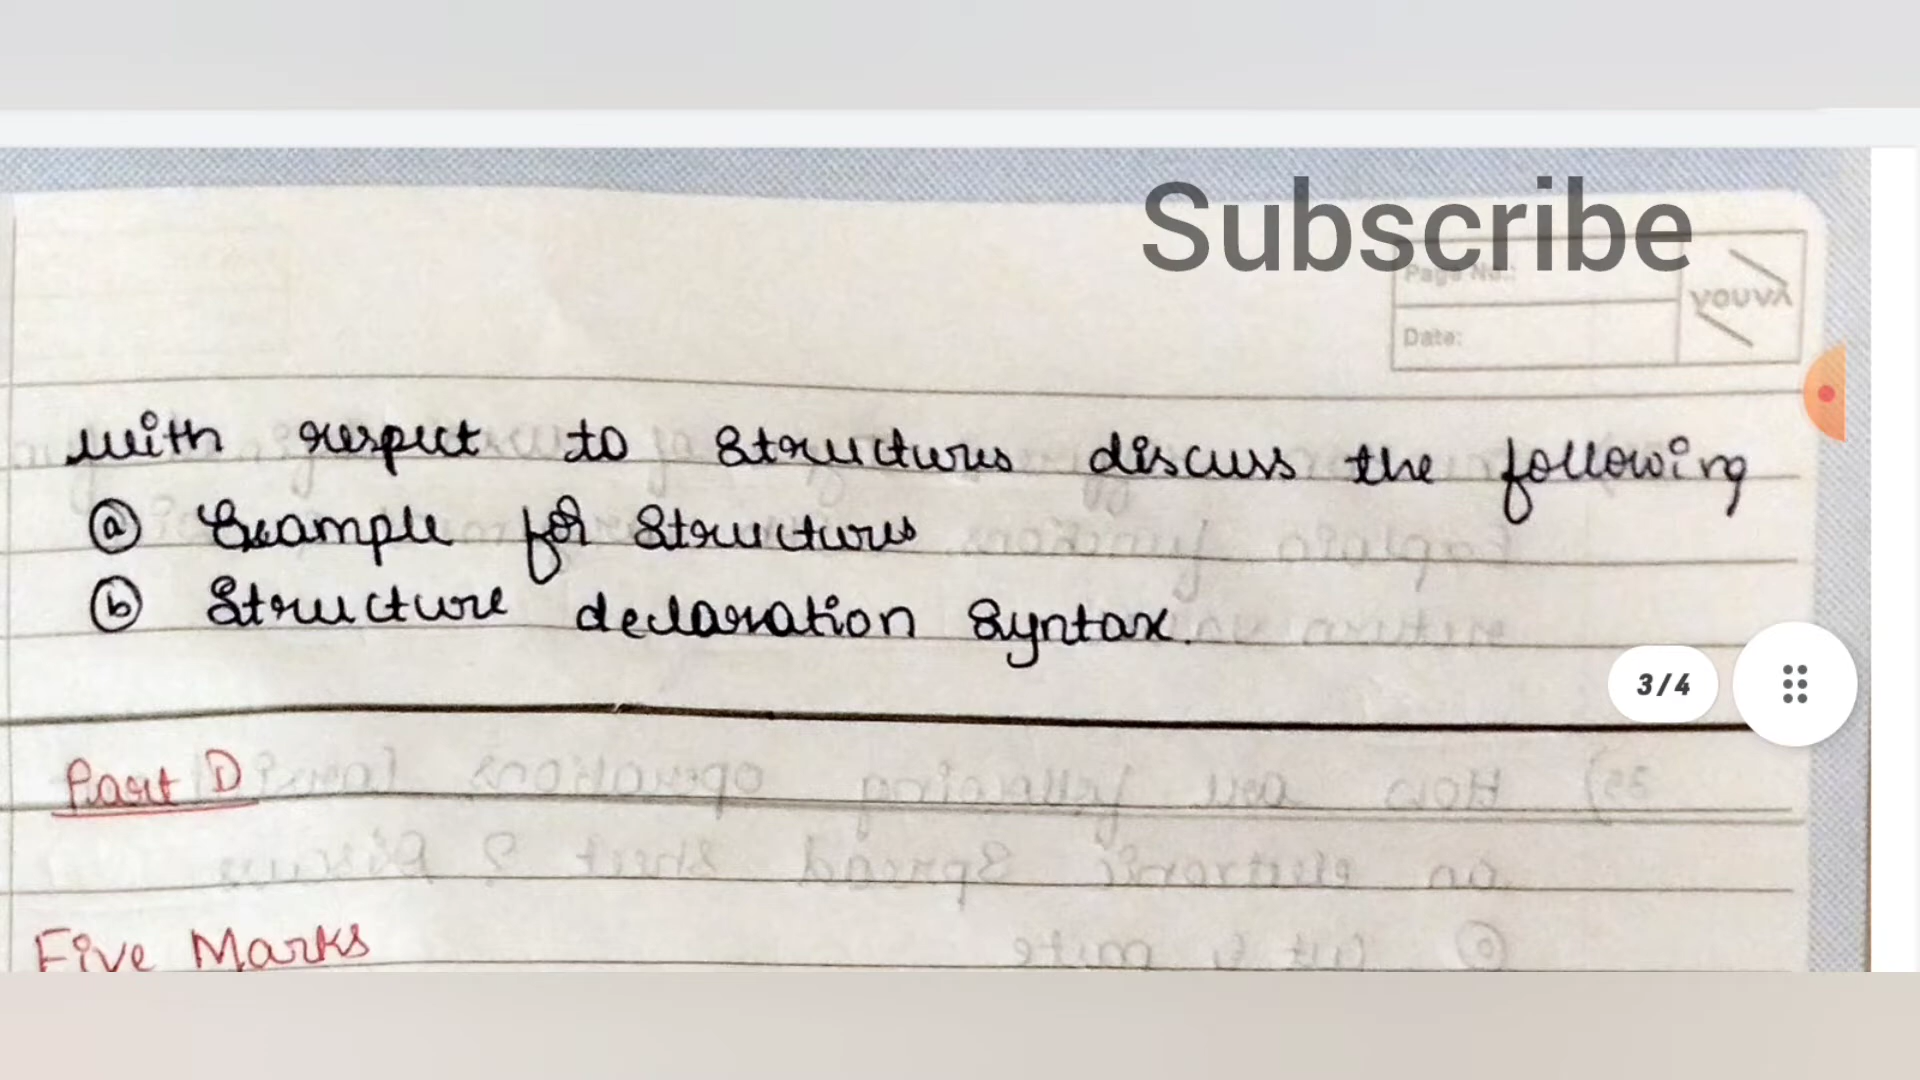 Subscribe
Page No.:
Date:
YOUVA
with respect to Structures discuss the following
ⓐ Example for Structures
ⓑ Structure declaration Syntax.
3/4
Part D
Five Marks